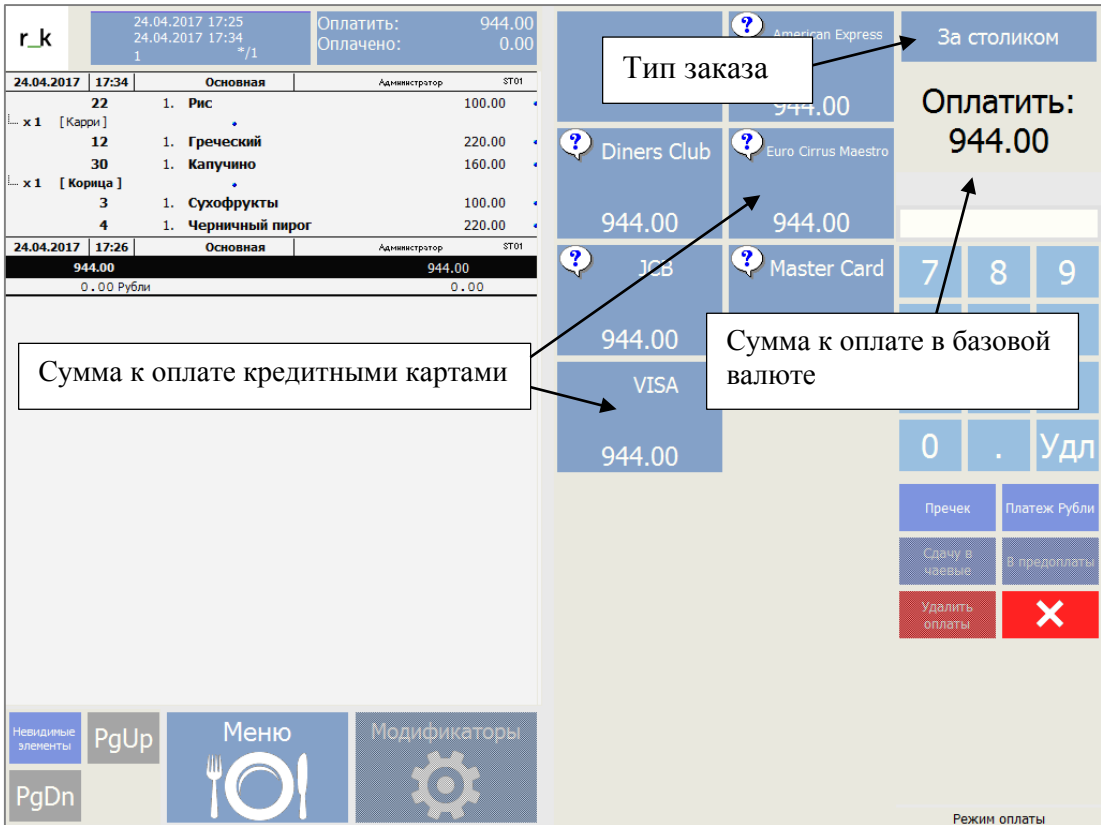 r_k
24.04.2017 17:25
24.04.2017 17:34
1 */1
Оплатить: 944.00
Оплачено: 0.00
24.04.2017 17:34 Основная Администратор ST01
22 1. Рис 100.00
x 1 [Карри]
12 1. Греческий 220.00
30 1. Капучино 160.00
x 1 [Корица ]
3 1. Сухофрукты 100.00
4 1. Черничный пирог 220.00
24.04.2017 17:26 Основная Администратор ST01
944.00 944.00
0.00 Рубли 0.00
Сумма к оплате кредитными картами
? American Express
944.00
Тип заказа
? Diners Club
944.00
? Euro Cirrus Maestro
944.00
? JCB
944.00
? Master Card
VISA
944.00
За столиком
Оплатить:
944.00
7 8 9
Сумма к оплате в базовой
валюте
0 . Удл
Пречек
Платеж Рубли
Сдачу в
чаевые
В предоплаты
Удалить
оплаты
Невидимые
элементы
PgUp
Меню
Модификаторы
PgDn
Режим оплаты